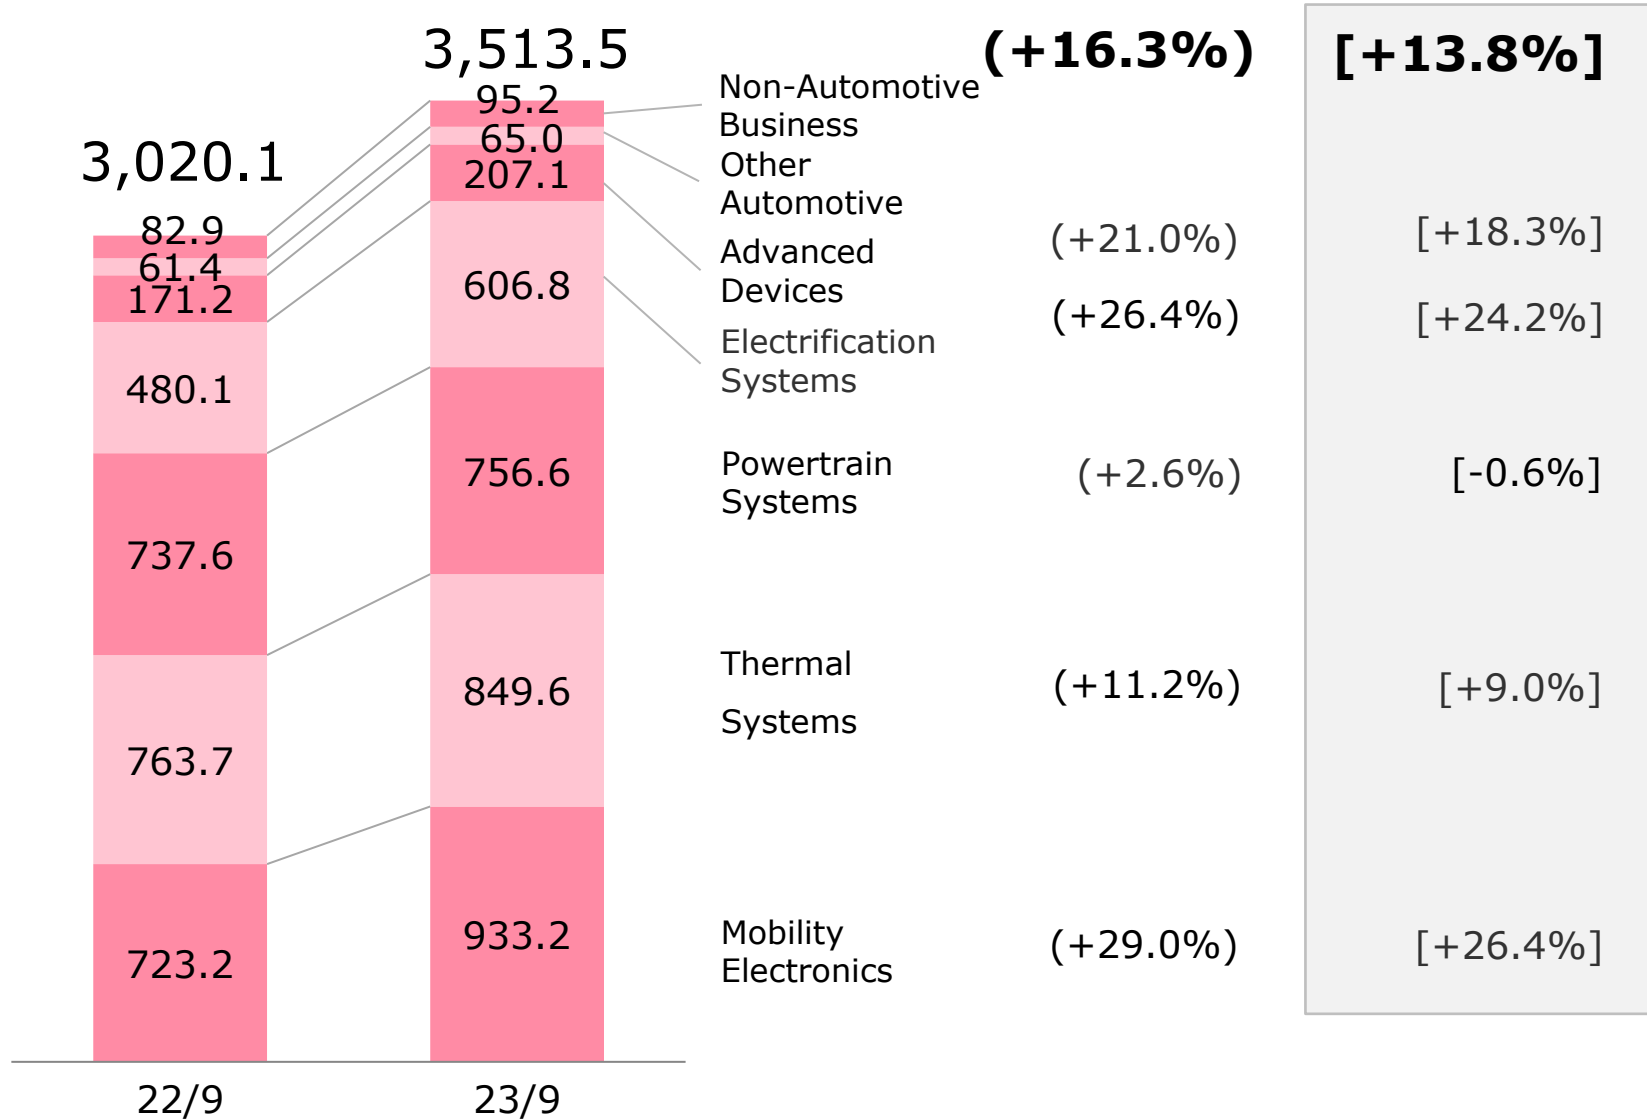 3,020.1
82.9
61.4
171.2
480.1
737.6
763.7
723.2
22/9
3,513.5
95.2
65.0
207.1
606.8
756.6
849.6
933.2
23/9
(+16.3%) [+13.8%]
Non-Automotive
Business
Other
Automotive
Advanced
Devices
(+21.0%) [+18.3%]
Electrification
Systems
(+26.4%) [+24.2%]
Powertrain
Systems
(+2.6%) [-0.6%]
Thermal
Systems
(+11.2%) [+9.0%]
Mobility
Electronics
(+29.0%) [+26.4%]